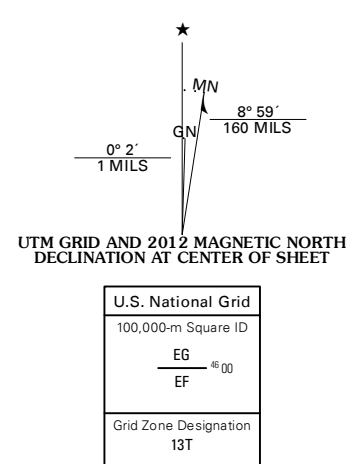 ★
MN
GN
8° 59´
160 MILS
0° 2´
1 MILS
UTM GRID AND 2012 MAGNETIC NORTH
DECLINATION AT CENTER OF SHEET
U.S. National Grid
100,000-m Square ID
EG
46 00
EF
Grid Zone Designation
13T